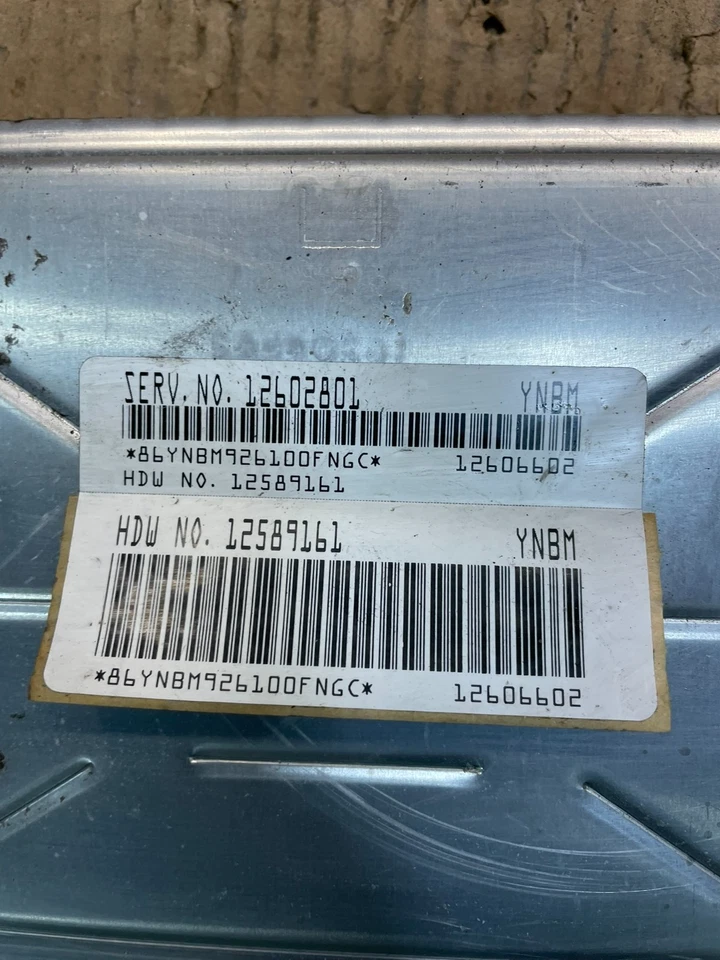 SERV. NO. 12602801 YNBM
*86YNBM926100FNGC* 12606602
HDW NO. 12589161
HDW NO. 12589161 YNBM
*86YNBM926100FNGC* 12606602